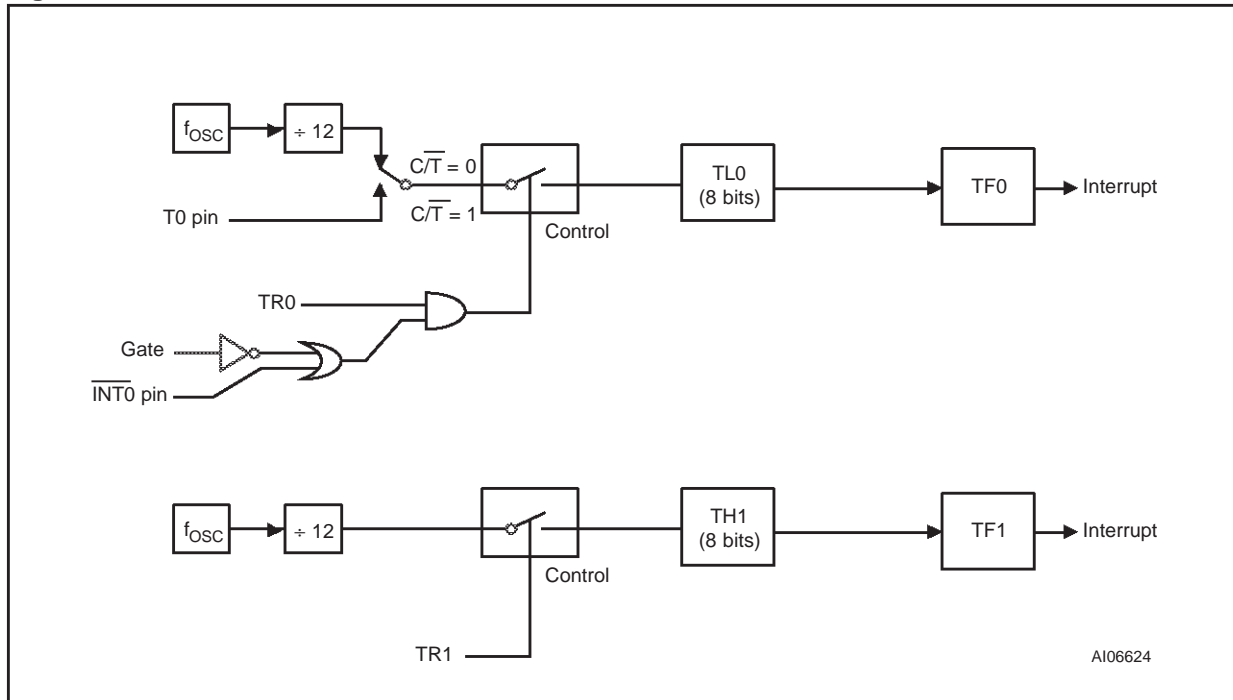 fOSC
÷ 12
C/T̅ = 0
T0 pin
C/T̅ = 1
Control
TL0
(8 bits)
TF0
Interrupt
TR0
Gate
I̅N̅T̅0̅ pin
fOSC
÷ 12
Control
TH1
(8 bits)
TF1
Interrupt
TR1
AI06624